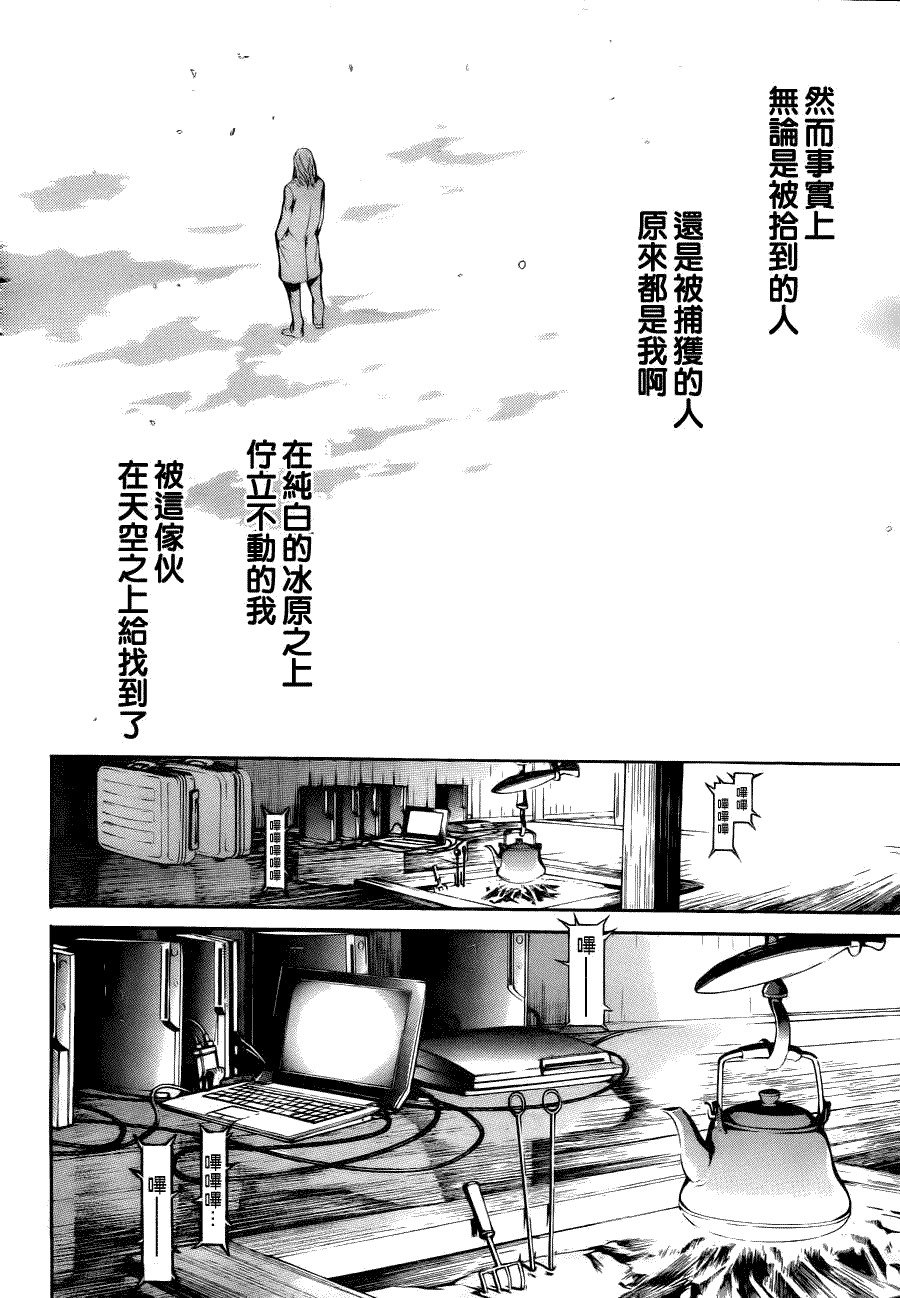 然而事實上
無論是被拾到的人
還是被捕獲的人
原來都是我啊
在純白的冰原之上
佇立不動的我
被這傢伙
在天空之上給找到了
嗶嗶
嗶嗶嗶
嗶嗶嗶嗶嗶
嗶——
嗶嗶嗶…
嗶——